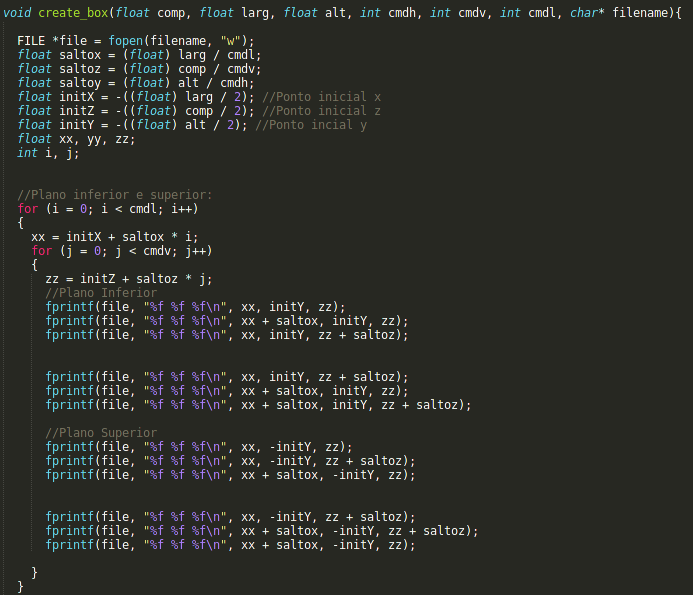 void create_box(float comp, float larg, float alt, int cmdh, int cmdv, int cmdl, char* filename){
FILE *file = fopen(filename, "w");
float saltox = (float) larg / cmdl;
float saltoz = (float) comp / cmdv;
float saltoy = (float) alt / cmdh;
float initX = -((float) larg / 2); //Ponto inicial x
float initZ = -((float) comp / 2); //Ponto inicial z
float initY = -((float) alt / 2); //Ponto incial y
float xx, yy, zz;
int i, j;
//Plano inferior e superior:
for (i = 0; i < cmdl; i++)
{
xx = initX + saltox * i;
for (j = 0; j < cmdv; j++)
{
zz = initZ + saltoz * j;
//Plano Inferior
fprintf(file, "%f %f %f\n", xx, initY, zz);
fprintf(file, "%f %f %f\n", xx + saltox, initY, zz);
fprintf(file, "%f %f %f\n", xx, initY, zz + saltoz);
fprintf(file, "%f %f %f\n", xx, initY, zz + saltoz);
fprintf(file, "%f %f %f\n", xx + saltox, initY, zz);
fprintf(file, "%f %f %f\n", xx + saltox, initY, zz + saltoz);
//Plano Superior
fprintf(file, "%f %f %f\n", xx, -initY, zz);
fprintf(file, "%f %f %f\n", xx, -initY, zz + saltoz);
fprintf(file, "%f %f %f\n", xx + saltox, -initY, zz);
fprintf(file, "%f %f %f\n", xx, -initY, zz + saltoz);
fprintf(file, "%f %f %f\n", xx + saltox, -initY, zz + saltoz);
fprintf(file, "%f %f %f\n", xx + saltox, -initY, zz);
}
}